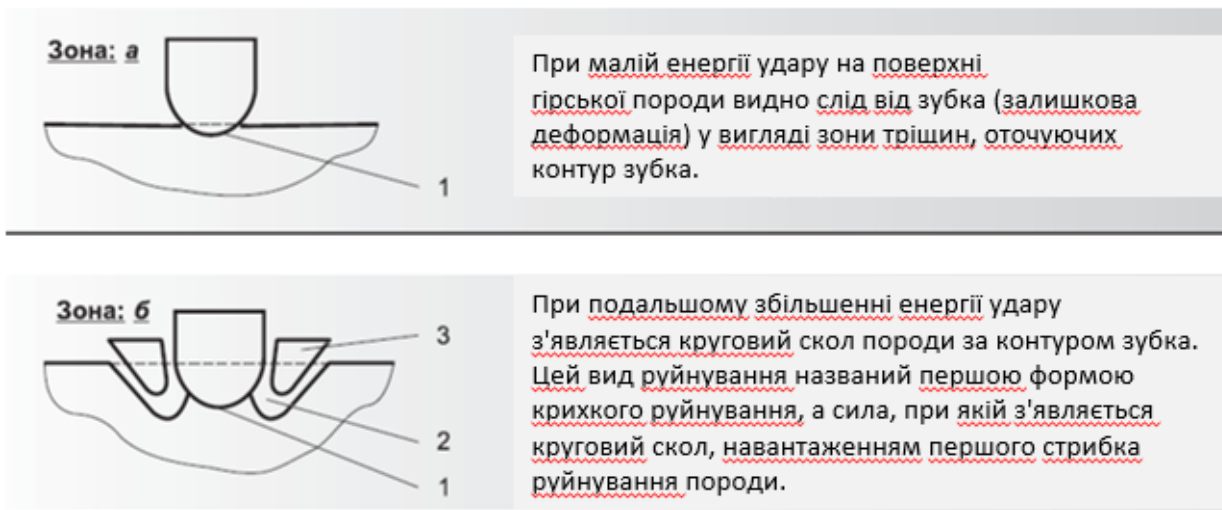 Зона: а
При малій енергії удару на поверхні
гірської породи видно слід від зубка (залишкова
деформація) у вигляді зони тріщин, оточуючих
контур зубка.
1
Зона: б
При подальшому збільшенні енергії удару
з'являється круговий скол породи за контуром зубка.
Цей вид руйнування названий першою формою
крихкого руйнування, а сила, при якій з'являється
круговий скол, навантаженням першого стрибка
руйнування породи.
3
2
1